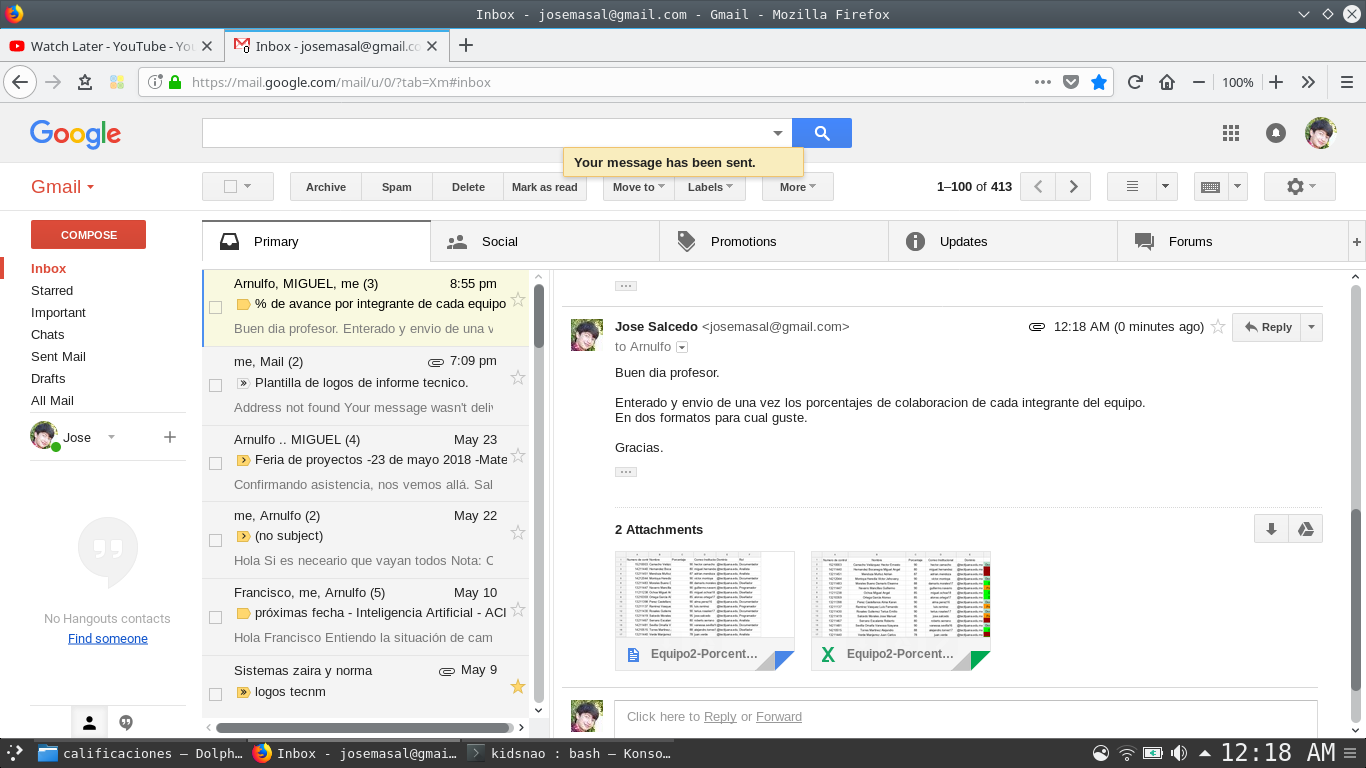 Inbox - josemasal@gmail.com - Gmail - Mozilla Firefox
Watch Later - YouTube - Yo
Inbox - josemasal@gmail.co
https://mail.google.com/mail/u/0/?tab=Xm#inbox
100%
Google
Your message has been sent.
Gmail
Archive
Spam
Delete
Mark as read
Move to
Labels
More
1–100 of 413
COMPOSE
Primary
Social
Promotions
Updates
Forums
Inbox
Starred
Important
Chats
Sent Mail
Drafts
All Mail
Jose
No Hangouts contacts
Find someone
Arnulfo, MIGUEL, me (3) 8:55 pm
% de avance por integrante de cada equipo
Buen dia profesor. Enterado y envio de una v
me, Mail (2) 7:09 pm
Plantilla de logos de informe tecnico.
Address not found Your message wasn't deliv
Arnulfo .. MIGUEL (4) May 23
Feria de proyectos -23 de mayo 2018 -Mate
Confirmando asistencia, nos vemos allá. Sal
me, Arnulfo (2) May 22
(no subject)
Hola Si es neceario que vayan todos Nota: C
Francisco, me, Arnulfo (5) May 10
problemas fecha - Inteligencia Artificial - ACI
Hola Francisco Entiendo la situación de cam
Sistemas zaira y norma May 9
logos tecnm
Jose Salcedo <josemasal@gmail.com> 12:18 AM (0 minutes ago)
Reply
to Arnulfo
Buen dia profesor.
Enterado y envio de una vez los porcentajes de colaboracion de cada integrante del equipo.
En dos formatos para cual guste.
Gracias.
2 Attachments
Equipo2-Porcent...
Equipo2-Porcent...
Click here to Reply or Forward
calificaciones — Dolph...
Inbox - josemasal@gmai...
kidsnao : bash — Konso...
12:18 AM